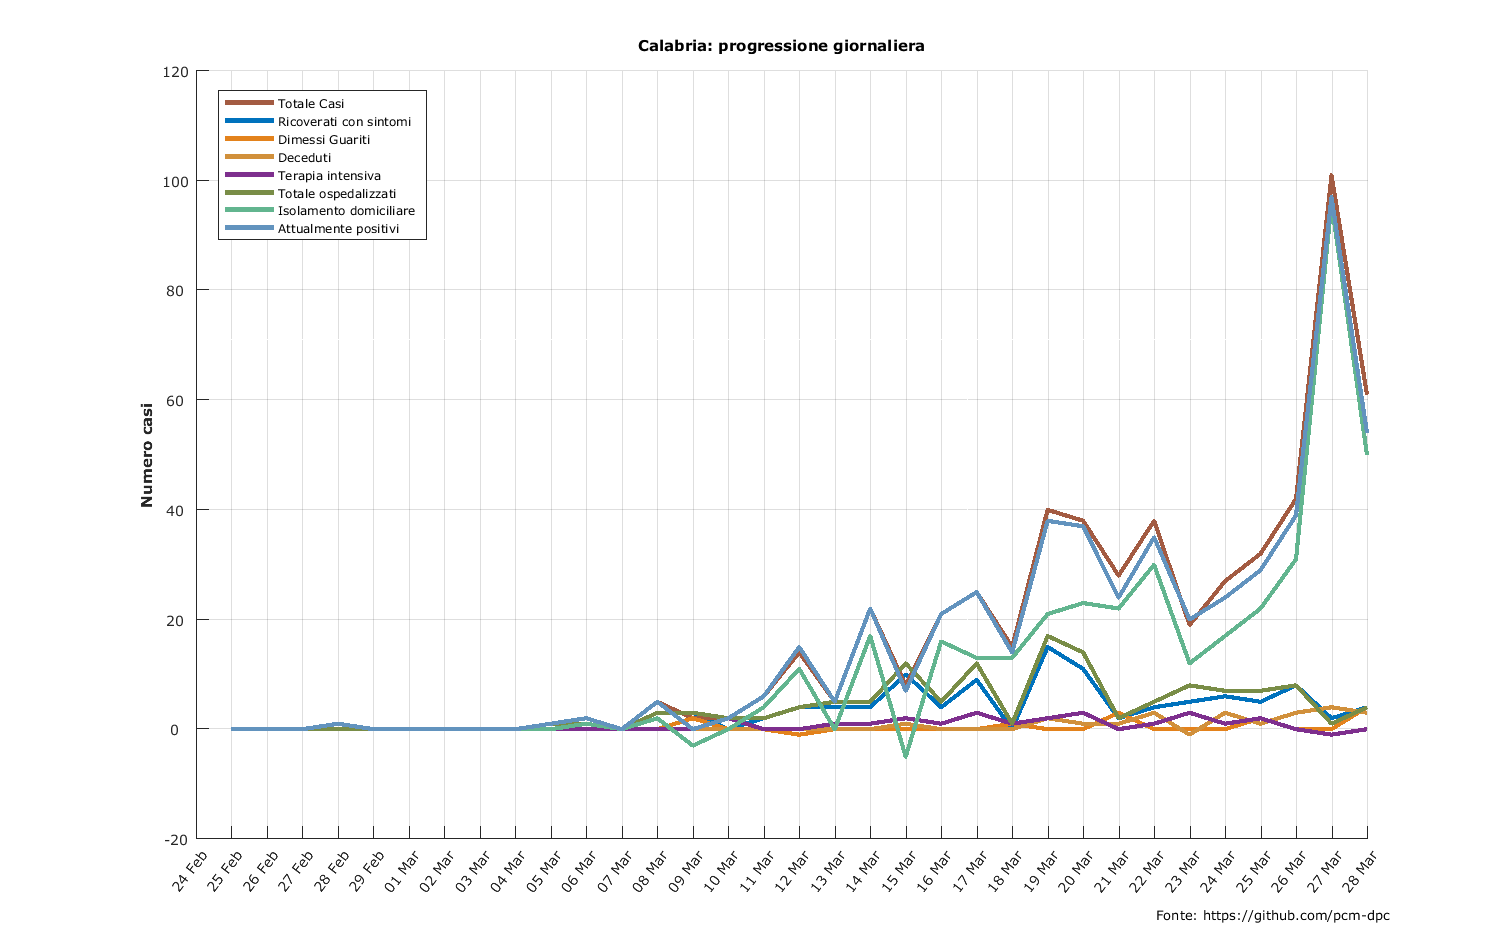 Calabria: progressione giornaliera
120
100
80
60
40
20
0
-20
Numero casi
Totale Casi
Ricoverati con sintomi
Dimessi Guariti
Deceduti
Terapia intensiva
Totale ospedalizzati
Isolamento domiciliare
Attualmente positivi
24 Feb
25 Feb
26 Feb
27 Feb
28 Feb
29 Feb
01 Mar
02 Mar
03 Mar
04 Mar
05 Mar
06 Mar
07 Mar
08 Mar
09 Mar
10 Mar
11 Mar
12 Mar
13 Mar
14 Mar
15 Mar
16 Mar
17 Mar
18 Mar
19 Mar
20 Mar
21 Mar
22 Mar
23 Mar
24 Mar
25 Mar
26 Mar
27 Mar
28 Mar
Fonte: https://github.com/pcm-dpc